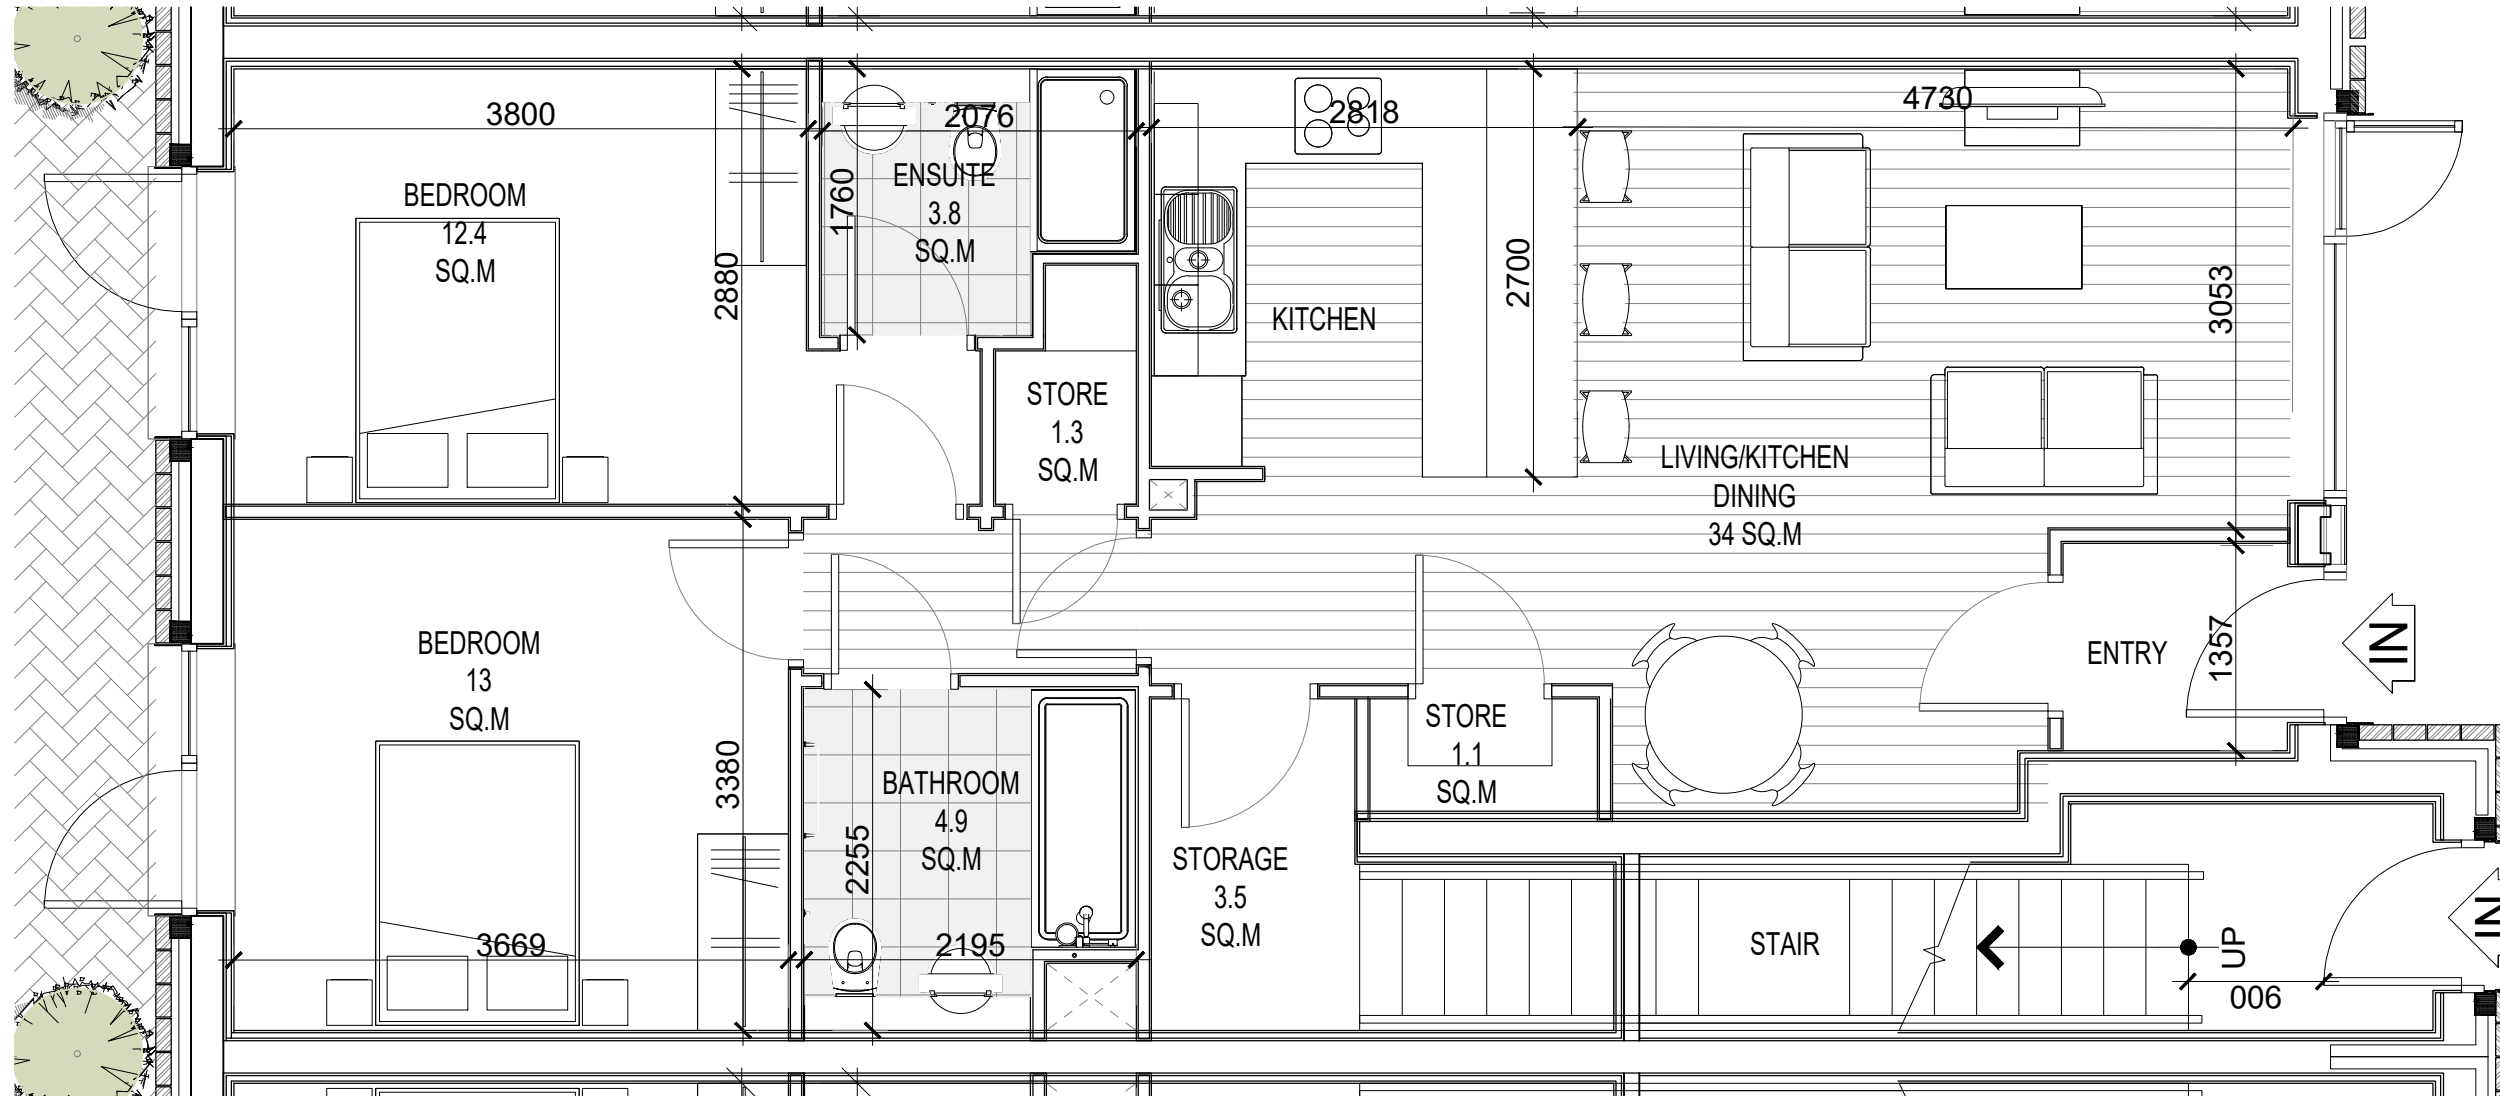 3800
2076
2818
4730
BEDROOM
12.4
SQ.M
ENSUITE
3.8
SQ.M
1760
2880
KITCHEN
2700
3053
STORE
1.3
SQ.M
LIVING/KITCHEN
DINING
34 SQ.M
BEDROOM
13
SQ.M
ENTRY
1357
IN
STORE
1.1
SQ.M
3380
BATHROOM
4.9
SQ.M
2255
STORAGE
3.5
SQ.M
3669
2195
STAIR
UP
900
IN